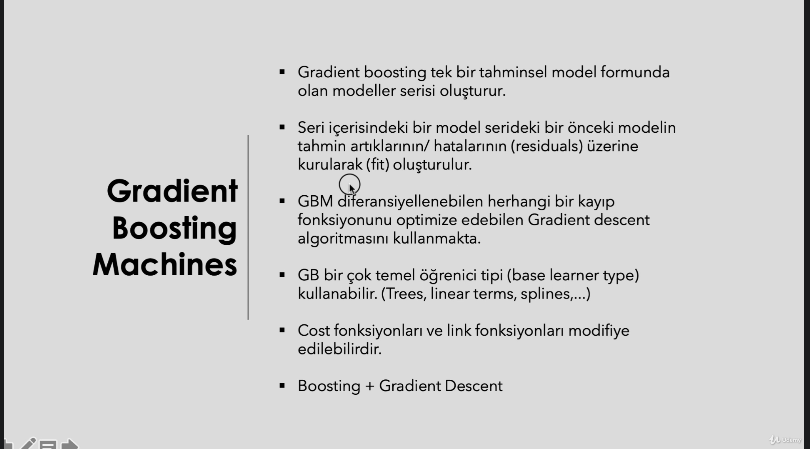 Gradient
Boosting
Machines
▪ Gradient boosting tek bir tahminsel model formunda
olan modeller serisi oluşturur.
▪ Seri içerisindeki bir model serideki bir önceki modelin
tahmin artıklarının/ hatalarının (residuals) üzerine
kurularak (fit) oluşturulur.
▪ GBM diferansiyellenebilen herhangi bir kayıp
fonksiyonunu optimize edebilen Gradient descent
algoritmasını kullanmakta.
▪ GB bir çok temel öğrenici tipi (base learner type)
kullanabilir. (Trees, linear terms, splines,...)
▪ Cost fonksiyonları ve link fonksiyonları modifiye
edilebilirdir.
▪ Boosting + Gradient Descent
Udemy